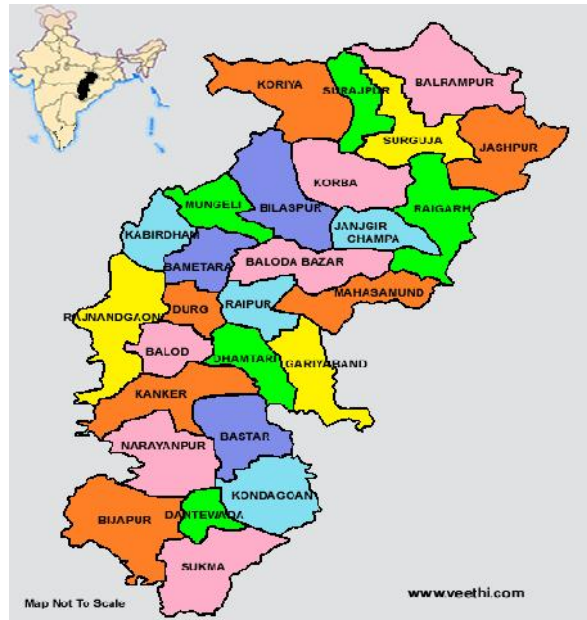 KORIYA
SURAJPUR
BALRAMPUR
SURGUJA
JASHPUR
KORBA
RAIGARH
MUNGELI
BILASPUR
JANJGIR
CHAMPA
KABIRDHAM
BAMETARA
BALODA BAZAR
MAHASAMUND
RAJNANDGAON
DURG
RAIPUR
BALOD
DHAMTARI
GARIYABAND
KANKER
BASTAR
NARAYANPUR
KONDAGOAN
BIJAPUR
DANTEWADA
SUKMA
Map Not To Scale
www.veethi.com